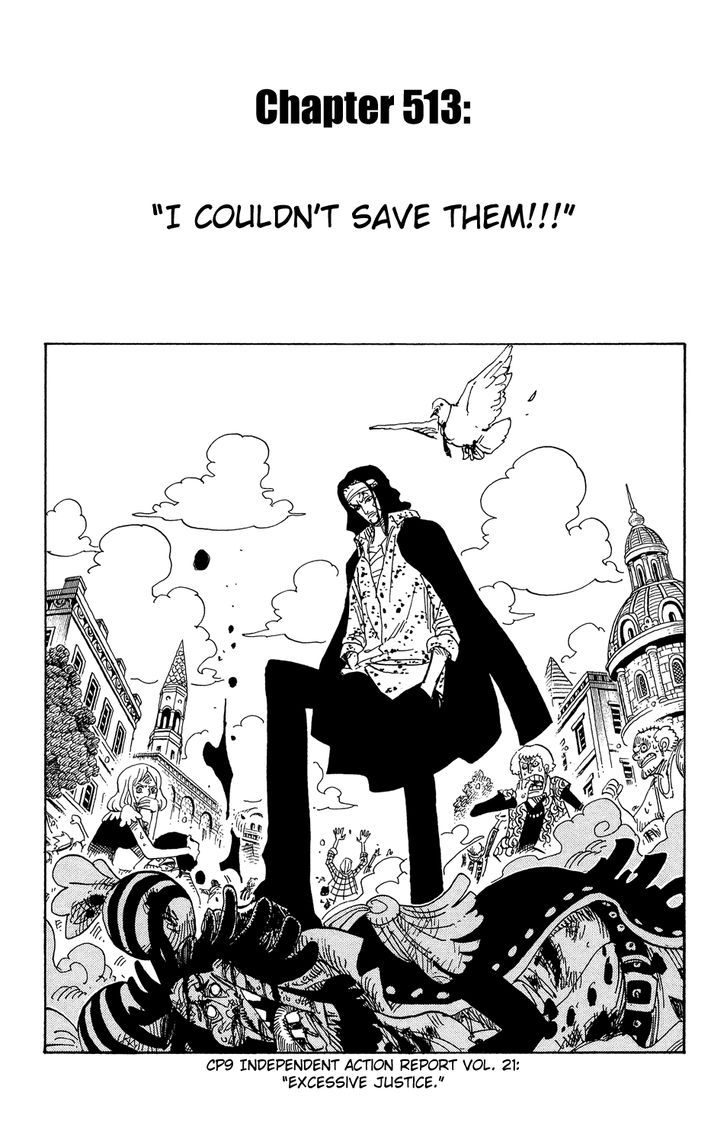 Chapter 513:
"I COULDN'T SAVE THEM!!!"
CP9 INDEPENDENT ACTION REPORT VOL. 21:
"EXCESSIVE JUSTICE."